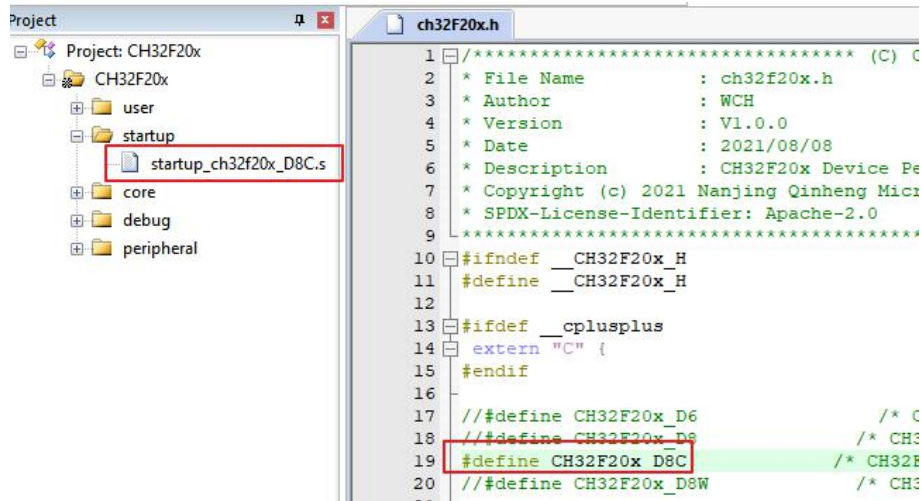 Project
Project: CH32F20x
CH32F20x
user
startup
startup_ch32f20x_D8C.s
core
debug
peripheral
ch32F20x.h
1 /********************************** (C)
2 * File Name : ch32f20x.h
3 * Author : WCH
4 * Version : V1.0.0
5 * Date : 2021/08/08
6 * Description : CH32F20x Device Pe
7 * Copyright (c) 2021 Nanjing Qinheng Micr
8 * SPDX-License-Identifier: Apache-2.0
9 *****************************************
10 #ifndef __CH32F20x_H
11 #define __CH32F20x_H
12
13 #ifdef __cplusplus
14 extern "C" {
15 #endif
16
17 //#define CH32F20x_D6 /* C
18 //#define CH32F20x_D8 /* CH3
19 #define CH32F20x_D8C /* CH32F
20 //#define CH32F20x_D8W /* CH3